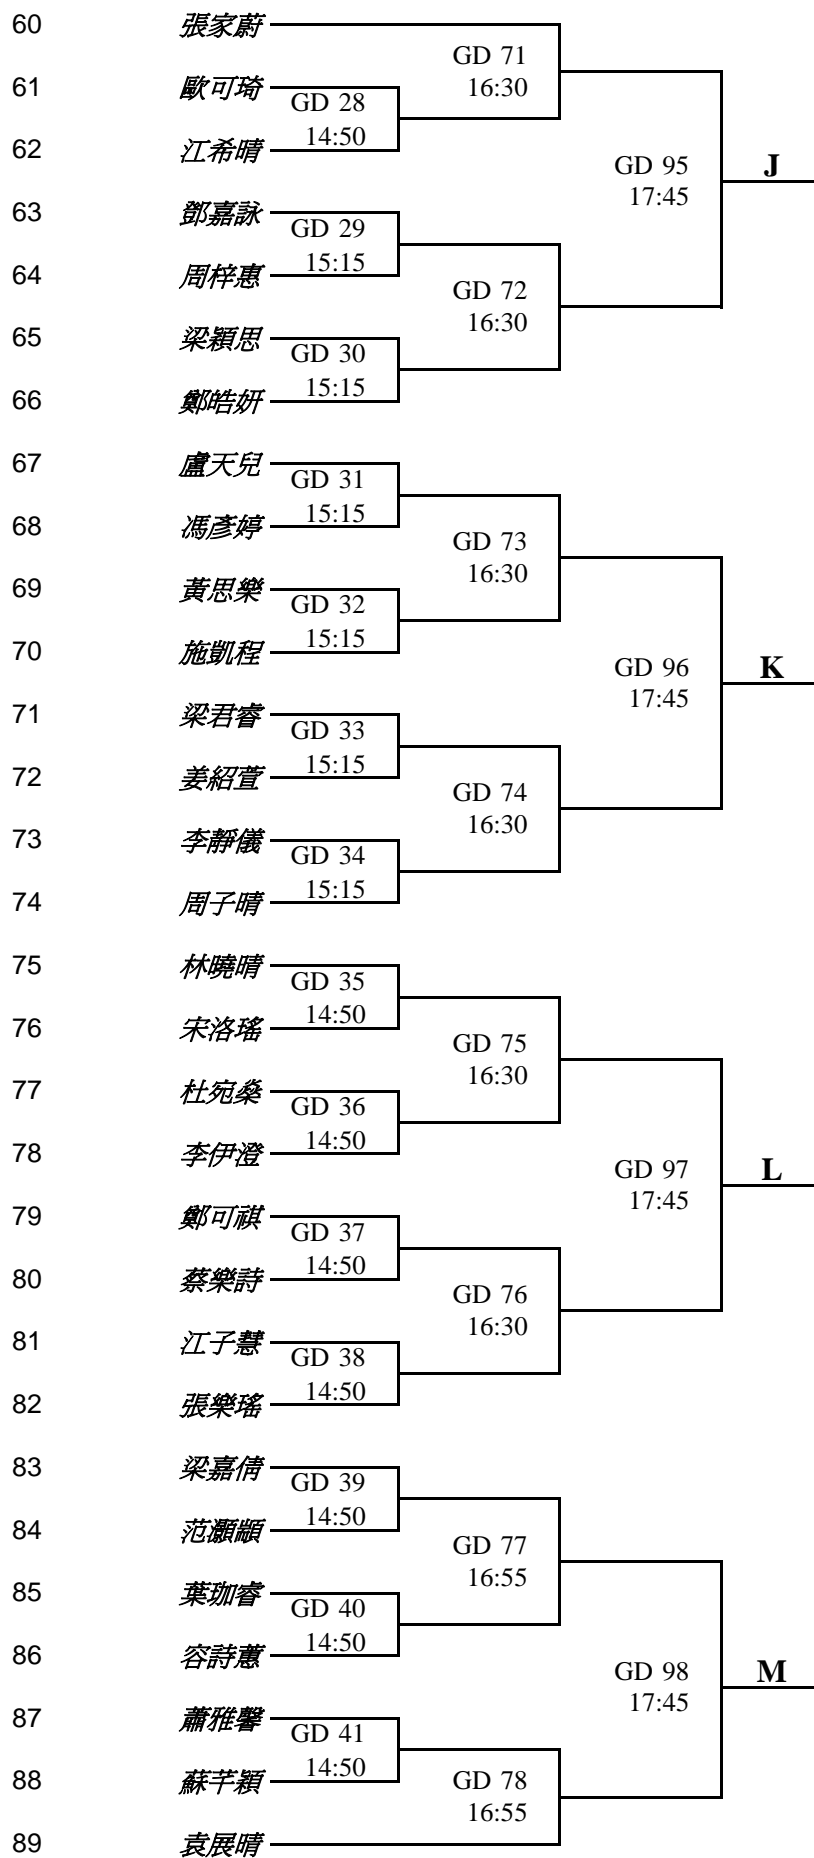 60 張家蔚
GD 71
61 歐可琦
16:30
GD 28
14:50
62 江希晴
GD 95
J
17:45
63 鄧嘉詠
GD 29
15:15
64 周梓惠
GD 72
16:30
65 梁穎思
GD 30
15:15
66 鄭皓妍
67 盧天兒
GD 31
15:15
68 馮彥婷
GD 73
16:30
69 黃思樂
GD 32
15:15
70 施凱程
GD 96
K
17:45
71 梁君睿
GD 33
15:15
72 姜紹萱
GD 74
16:30
73 李靜儀
GD 34
15:15
74 周子晴
75 林曉晴
GD 35
14:50
76 宋洛瑤
GD 75
16:30
77 杜宛燊
GD 36
14:50
78 李伊澄
GD 97
L
17:45
79 鄭可祺
GD 37
14:50
80 蔡樂詩
GD 76
16:30
81 江子慧
GD 38
14:50
82 張樂瑤
83 梁嘉倩
GD 39
14:50
84 范灝顓
GD 77
16:55
85 葉珈睿
GD 40
14:50
86 容詩蕙
GD 98
M
17:45
87 蕭雅馨
GD 41
14:50
88 蘇芊穎
GD 78
16:55
89 袁展晴